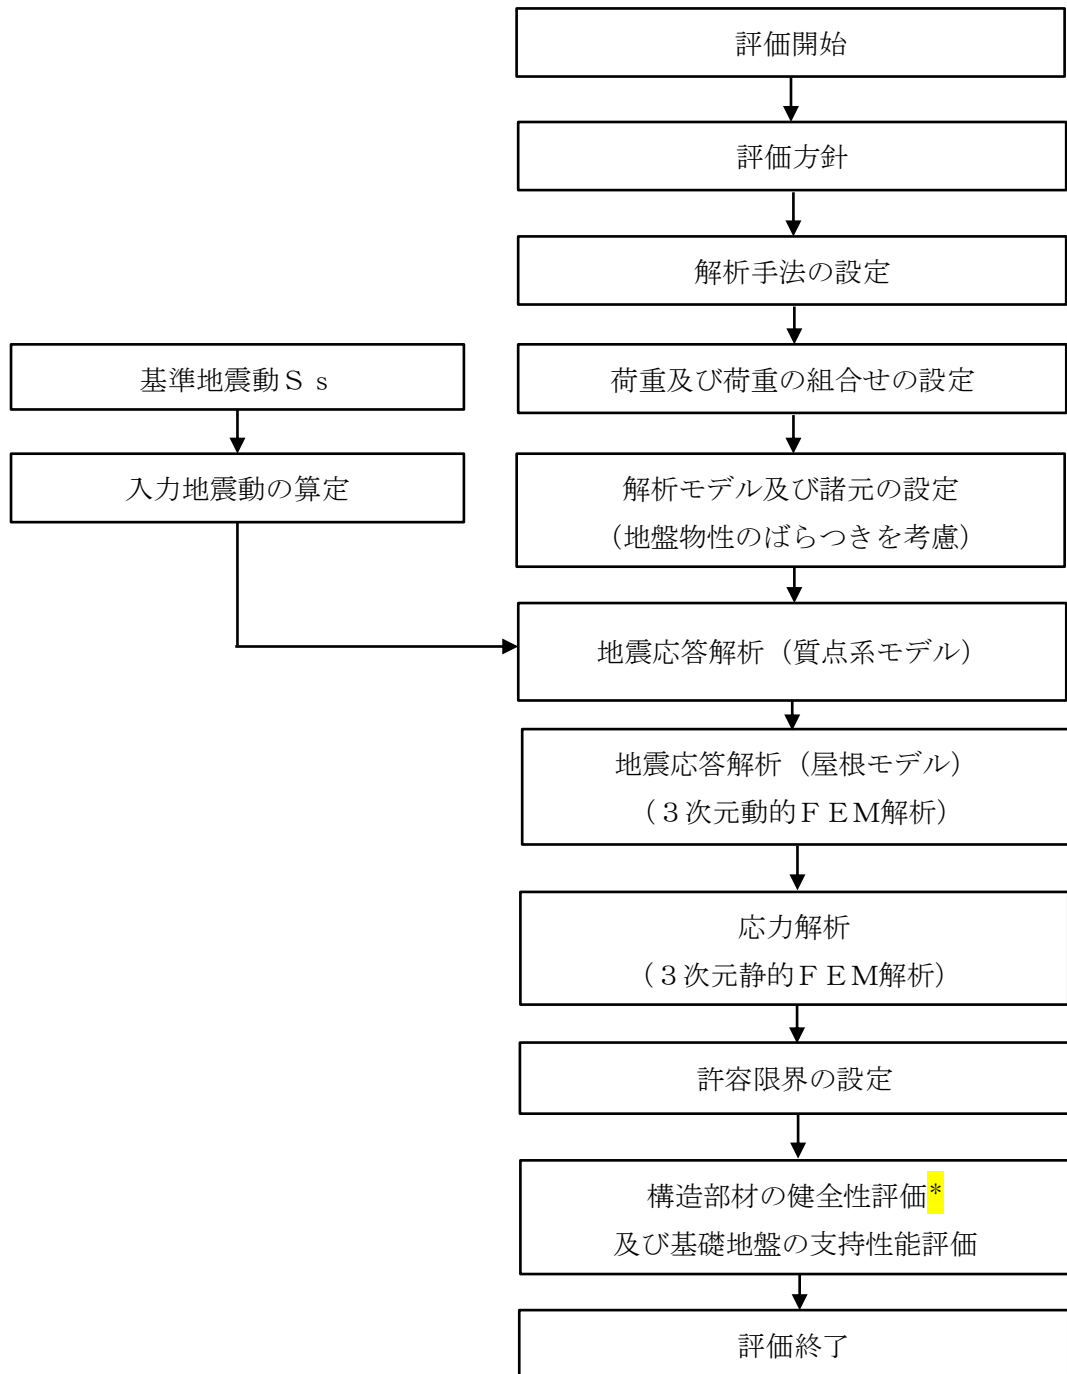 評価開始
評価方針
解析手法の設定
基準地震動Ｓｓ
荷重及び荷重の組合せの設定
入力地震動の算定
解析モデル及び諸元の設定
（地盤物性のばらつきを考慮）
地震応答解析（質点系モデル）
地震応答解析（屋根モデル）
（３次元動的ＦＥＭ解析）
応力解析
（３次元静的ＦＥＭ解析）
許容限界の設定
構造部材の健全性評価*
及び基礎地盤の支持性能評価
評価終了